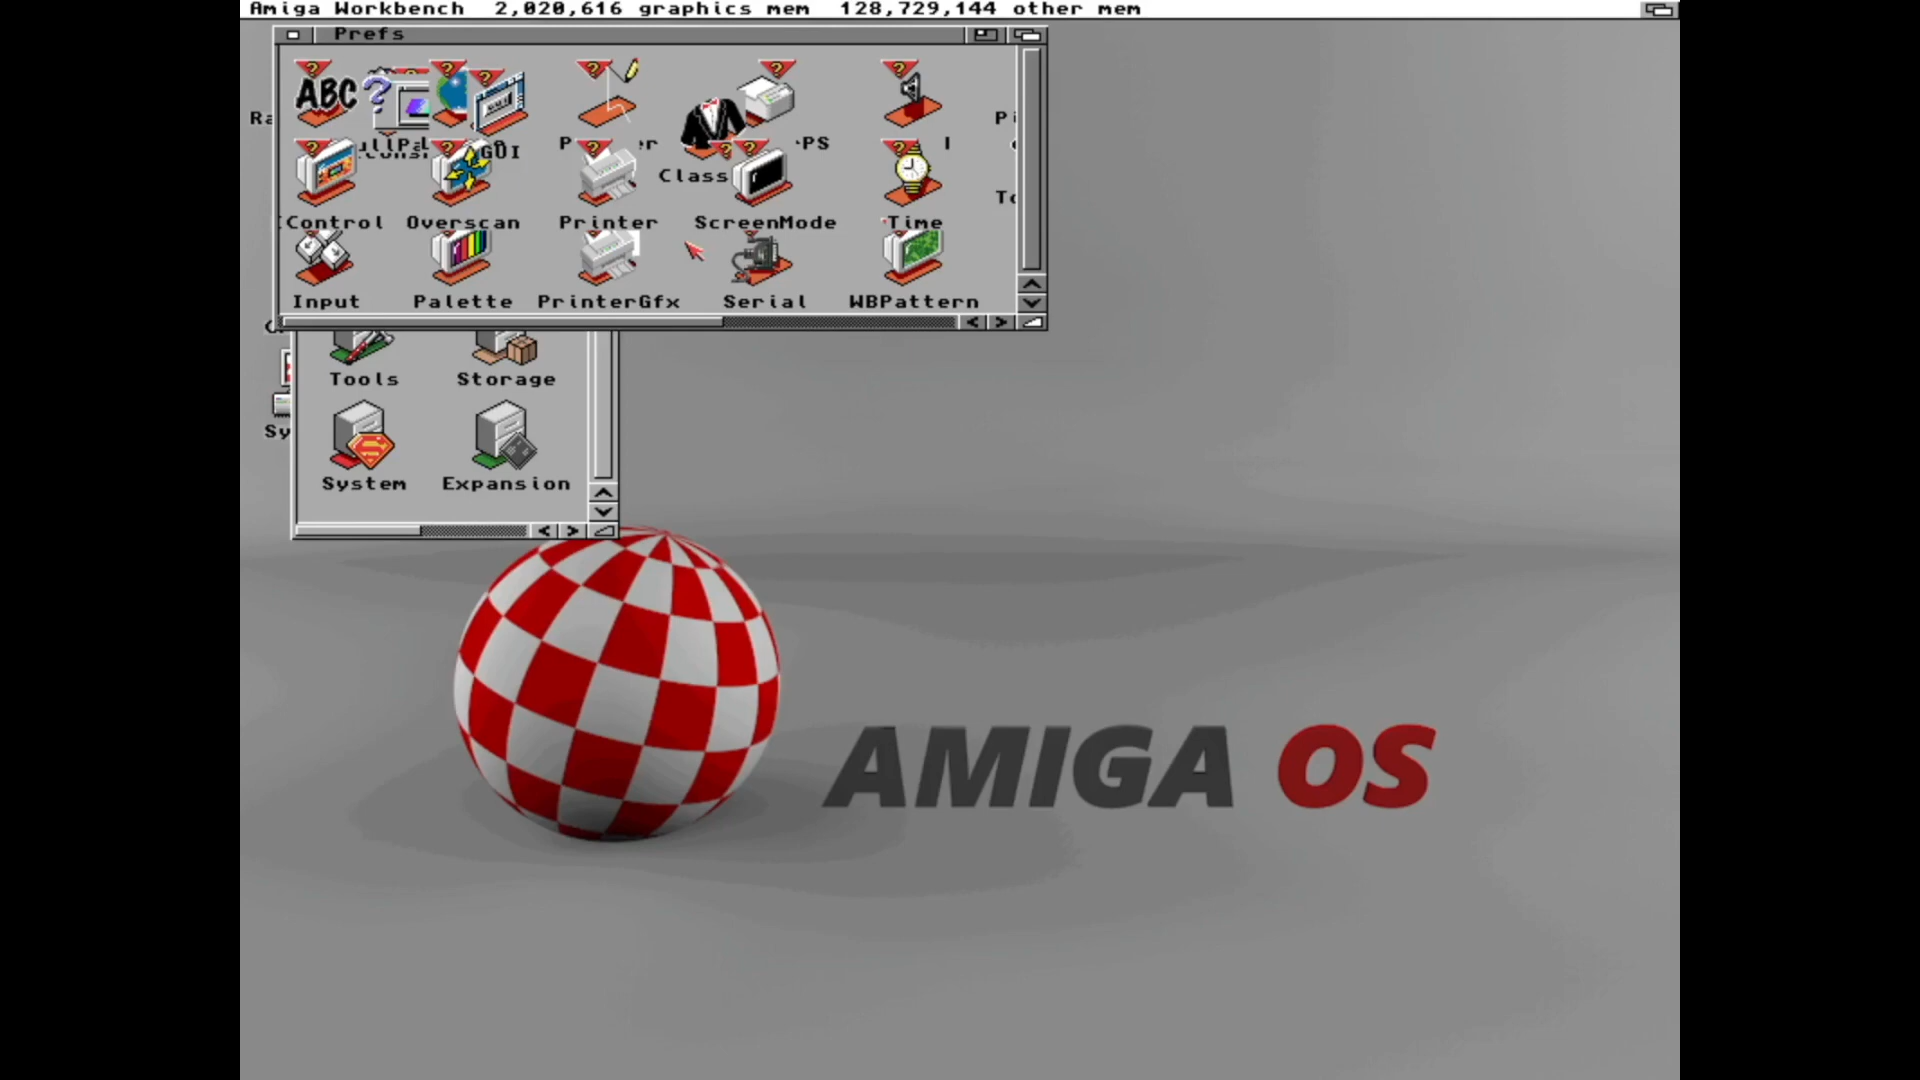 Amiga Workbench 2,020,616 graphics mem 128,729,144 other mem
Prefs
ABC
GUI
PS
Class
IControl Overscan Printer ScreenMode Time
Input Palette PrinterGfx Serial WBPattern
Tools Storage
System Expansion
AMIGA OS